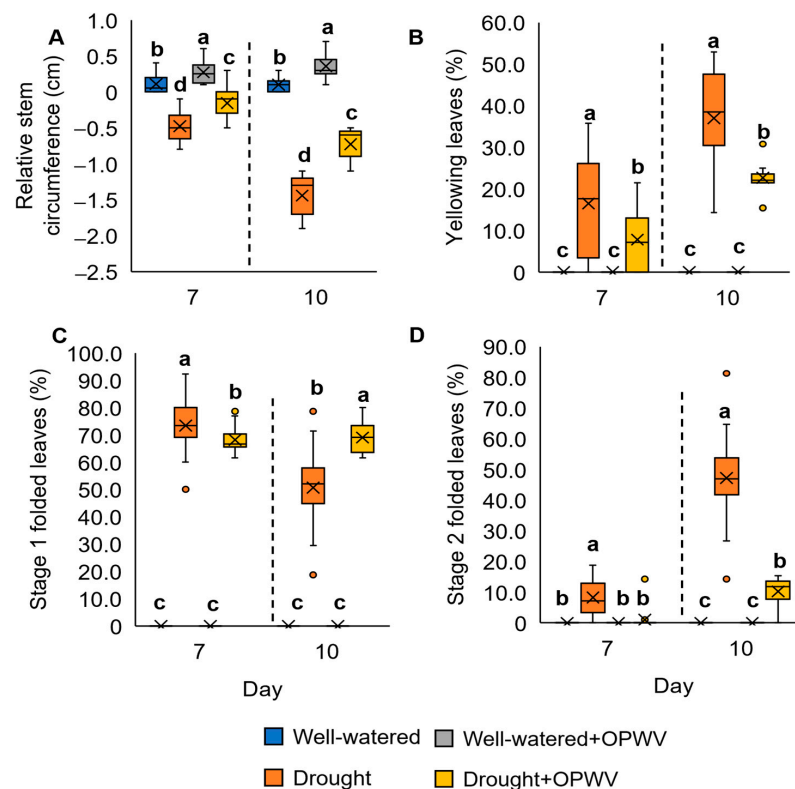 A
Relative stem
circumference (cm)
1.0
0.5
0
–0.5
–1.0
–1.5
–2.0
–2.5
b d a c
b d a c
7 10
B
Yellowing leaves (%)
60.0
50.0
40.0
30.0
20.0
10.0
0
c a c b
c a c b
7 10
C
Stage 1 folded leaves (%)
100.0
90.0
80.0
70.0
60.0
50.0
40.0
30.0
20.0
10.0
0
c a c b
c b c a
7 10
Day
D
Stage 2 folded leaves (%)
90.0
80.0
70.0
60.0
50.0
40.0
30.0
20.0
10.0
0
b a b b
c a c b
7 10
Day
Well-watered Well-watered+OPWV
Drought Drought+OPWV